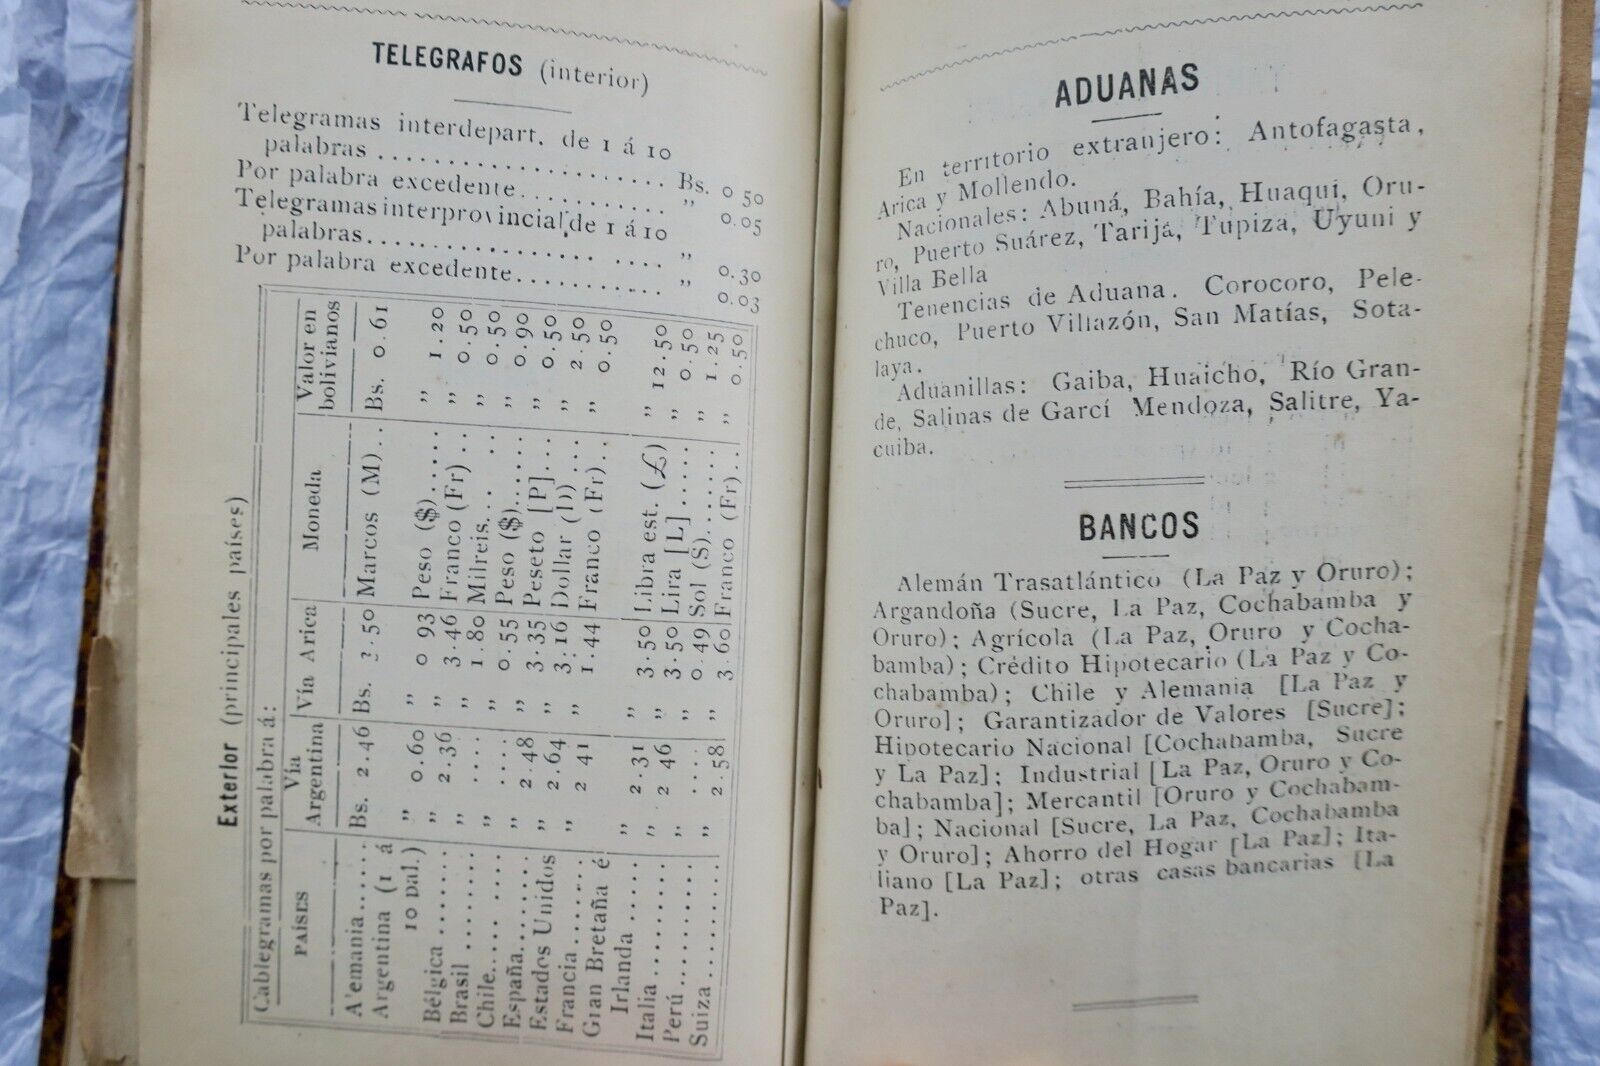 TELEGRAFOS (interior)
Telegramas interdepart. de 1 á 10
palabras .............................. Bs. 0 50
Por palabra excedente............ „ 0.05
Telegramas interprovincial de 1 á 10
palabras.............................. „ 0.30
Por palabra excedente............ „ 0.03
Exterior (principales países)
Cablegramas por palabra á:
PAÍSES | Vía Argentina | Vía Arica | Moneda | Valor en bolivianos
A'emania..... | Bs. 2.46 | Bs. 3.50 | Marcos (M).. | Bs. 0.61
Argentina (1 á
10 pal.) | „ 0.60 | „ 0 93 | Peso ($)...... | „ 1.20
Bélgica ....... | „ 2.36 | „ 3.46 | Franco (Fr) .. | „ 0.50
Brasil ........ | „ .... | „ 1.80 | Milreis... .. | „ 0.50
Chile.... ..... | „ .... | „ 0.55 | Peso ($)...... | „ 0.90
España........ | „ 2.48 | „ 3.35 | Peseto [P].... | „ 0.50
Estados Unidos | „ 2.64 | „ 3.16 | Dollar (D)... | „ 2.50
Francia ....... | „ 2 41 | „ 1.44 | Franco (Fr).. | „ 0.50
Gran Bretaña é
Irlanda ..... | „ 2.31 | „ 3.50 | Libra est. (£) | „ 12.50
Italia ......... | „ 2 46 | „ 3.50 | Lira [L] ..... | „ 0.50
Perú .......... | „ .... | „ 0.49 | Sol (S)....... | „ 1.25
Suiza ......... | „ 2.58 | „ 3.60 | Franco (Fr).. | „ 0.50
ADUANAS
En territorio extranjero: Antofagasta,
Arica y Mollendo.
Nacionales: Abuná, Bahía, Huaqui, Oru-
ro, Puerto Suárez, Tarija, Tupiza, Uyuni y
Villa Bella
Tenencias de Aduana. Corocoro, Pele-
chuco, Puerto Villazón, San Matías, Sota-
laya.
Aduanillas: Gaiba, Huaicho, Río Gran-
de, Salinas de Garcí Mendoza, Salitre, Ya-
cuiba.
BANCOS
Alemán Trasatlántico (La Paz y Oruro);
Argandoña (Sucre, La Paz, Cochabamba y
Oruro); Agrícola (La Paz, Oruro y Cocha-
bamba); Crédito Hipotecario (La Paz y Co-
chabamba); Chile y Alemania [La Paz y
Oruro]; Garantizador de Valores [Sucre];
Hipotecario Nacional [Cochabamba, Sucre
y La Paz]; Industrial [La Paz, Oruro y Co-
chabamba]; Mercantil [Oruro y Cochabam-
ba]; Nacional [Sucre, La Paz, Cochabamba
y Oruro]; Ahorro del Hogar [La Paz]; Ita-
liano [La Paz]; otras casas bancarias [La
Paz].